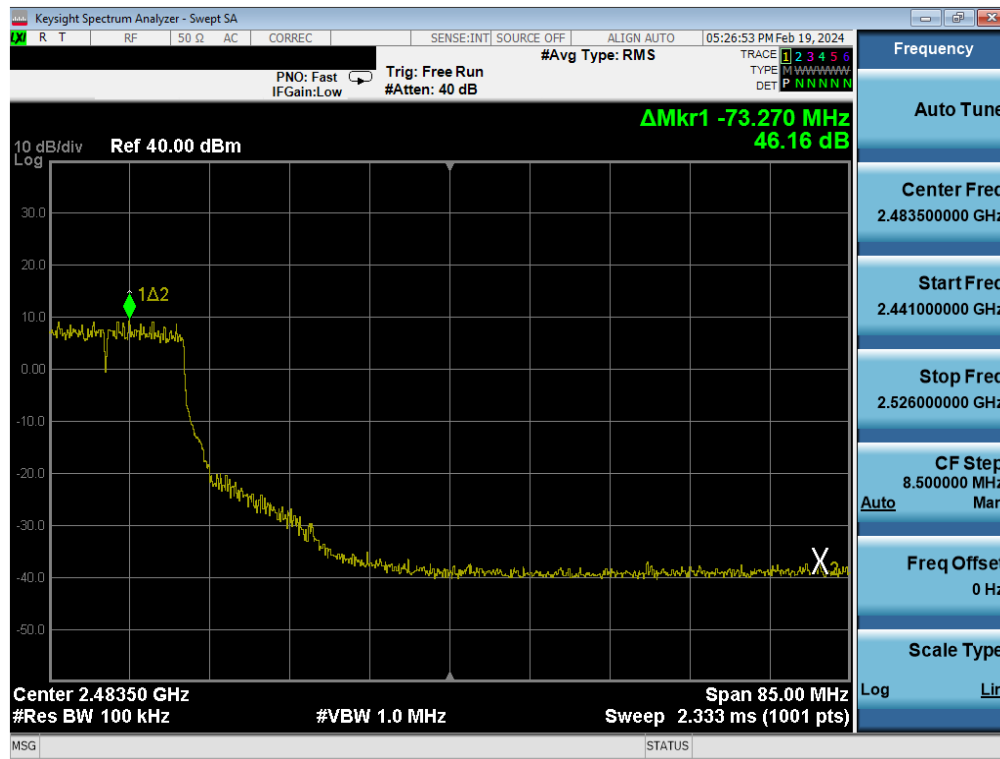 Keysight Spectrum Analyzer - Swept SA
LXI R T RF 50 Ω AC CORREC SENSE:INT SOURCE OFF ALIGN AUTO 05:26:53 PM Feb 19, 2024
#Avg Type: RMS
TRACE 1 2 3 4 5 6
PNO: Fast Trig: Free Run
TYPE M W W W W W
IFGain:Low #Atten: 40 dB
DET P N N N N N
ΔMkr1 -73.270 MHz
46.16 dB
10 dB/div Ref 40.00 dBm
Log
30.0
20.0
1Δ2
10.0
0.00
-10.0
-20.0
-30.0
-40.0
X2
-50.0
Center 2.48350 GHz Span 85.00 MHz
#Res BW 100 kHz #VBW 1.0 MHz Sweep 2.333 ms (1001 pts)
MSG STATUS
Frequency
Auto Tune
Center Freq
2.483500000 GHz
Start Freq
2.441000000 GHz
Stop Freq
2.526000000 GHz
CF Step
8.500000 MHz
Auto Man
Freq Offset
0 Hz
Scale Type
Log Lin